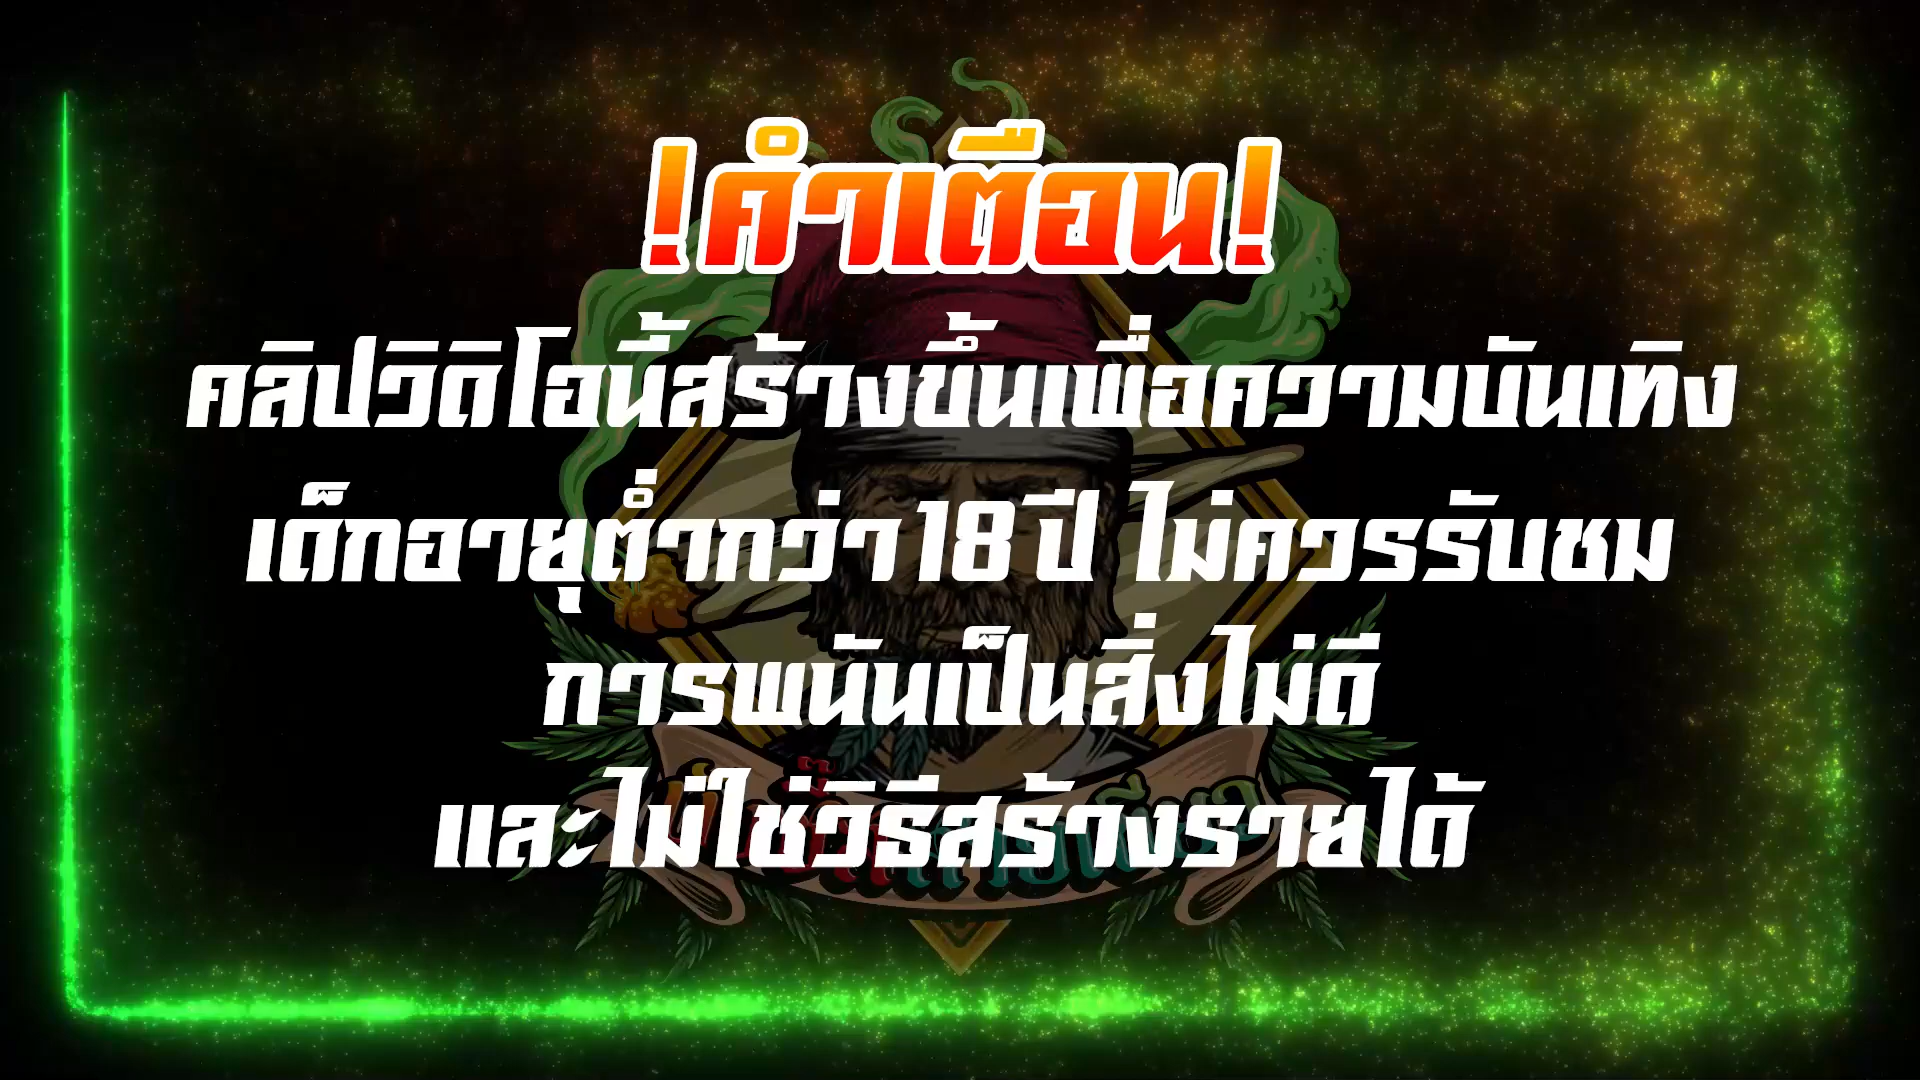 !คำเตือน!
คลิปวิดิโอนี้สร้างขึ้นเพื่อความบันเทิง
เด็กอายุต่ำกว่า18ปี ไม่ควรรับชม
การพนันเป็นสิ่งไม่ดี
และไม่ใช่วิธีสร้างรายได้